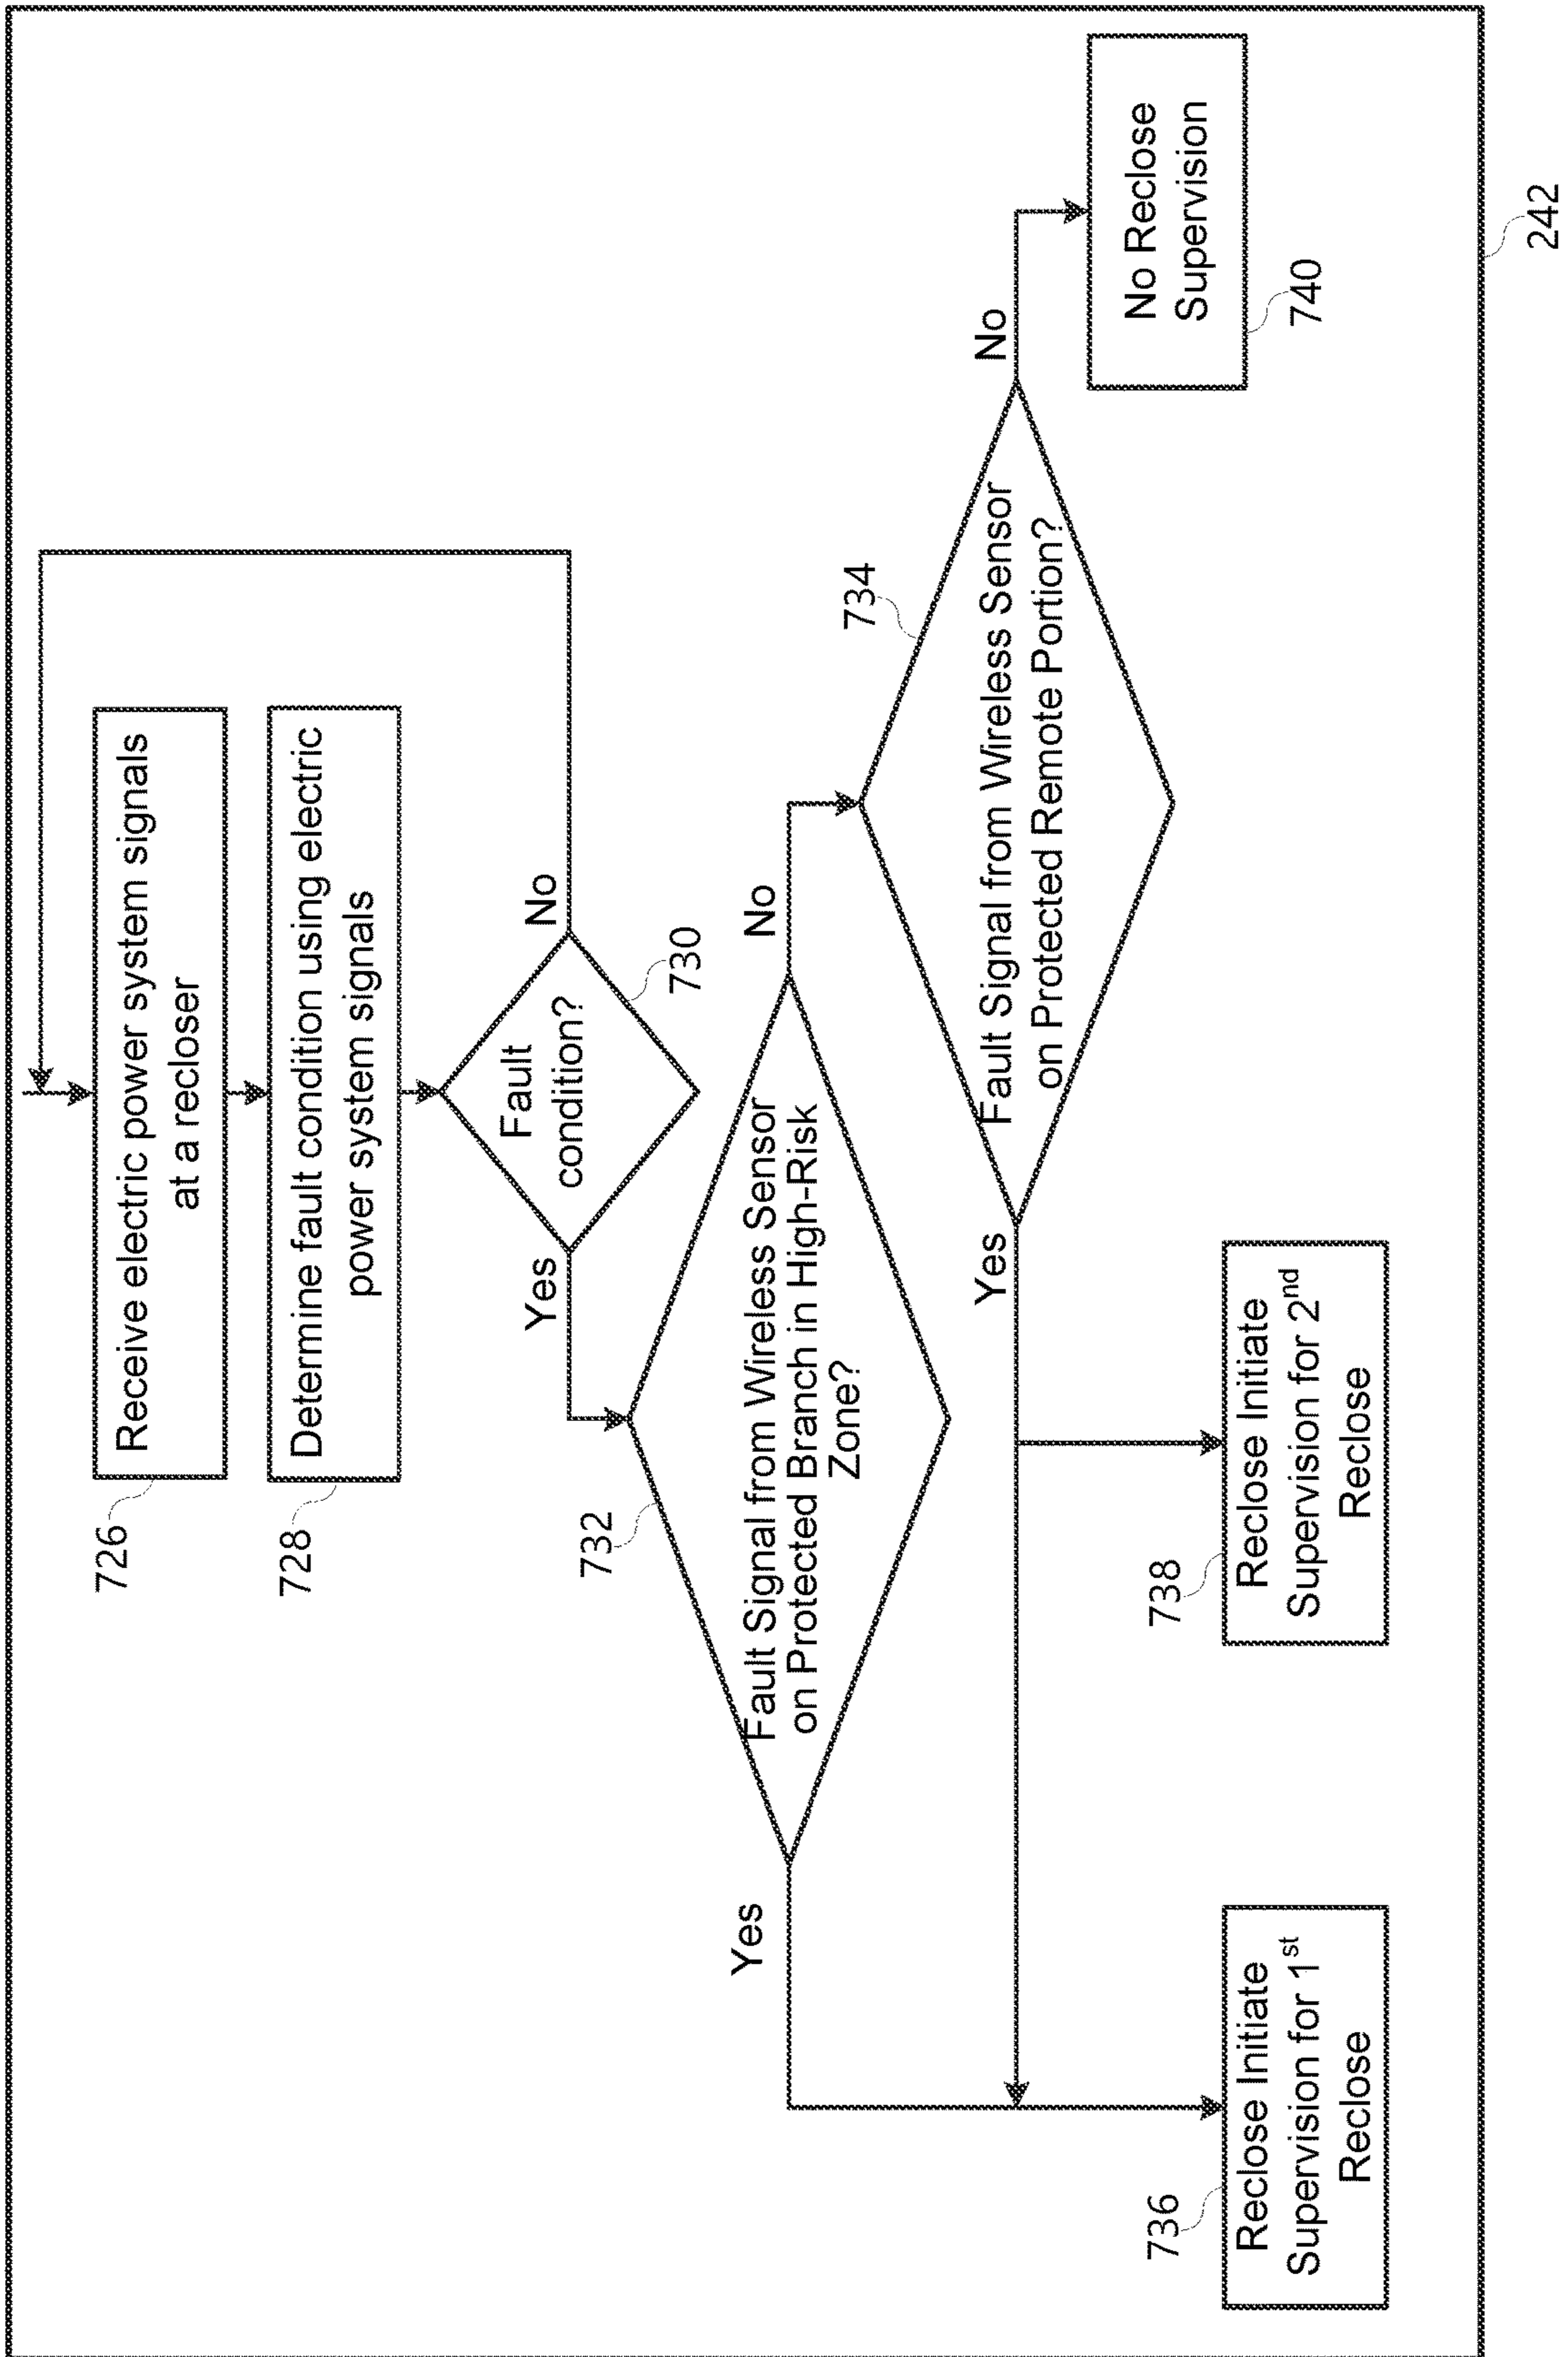 726
Receive electric power system signals
at a recloser
728
Determine fault condition using electric
power system signals
Fault
condition?
730
Yes
No
732
Fault Signal from Wireless Sensor
on Protected Branch in High-Risk
Zone?
Yes
No
734
Fault Signal from Wireless Sensor
on Protected Remote Portion?
Yes
No
736
Reclose Initiate
Supervision for 1st
Reclose
738
Reclose Initiate
Supervision for 2nd
Reclose
No Reclose
Supervision
740
242